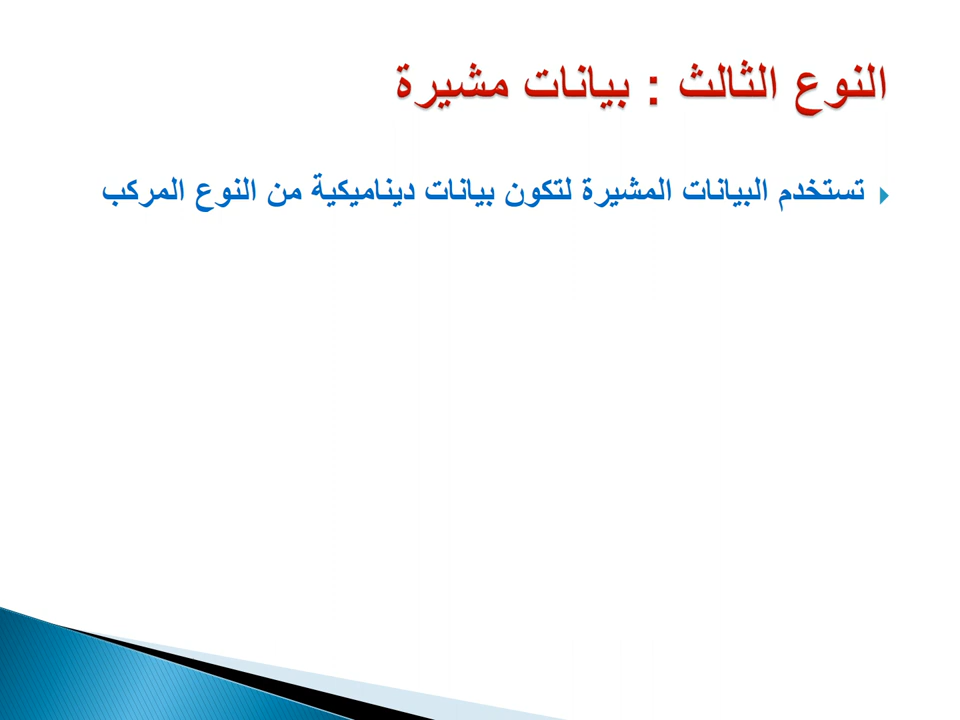 النوع الثالث : بيانات مشيرة
تستخدم البيانات المشيرة لتكون بيانات ديناميكية من النوع المركب